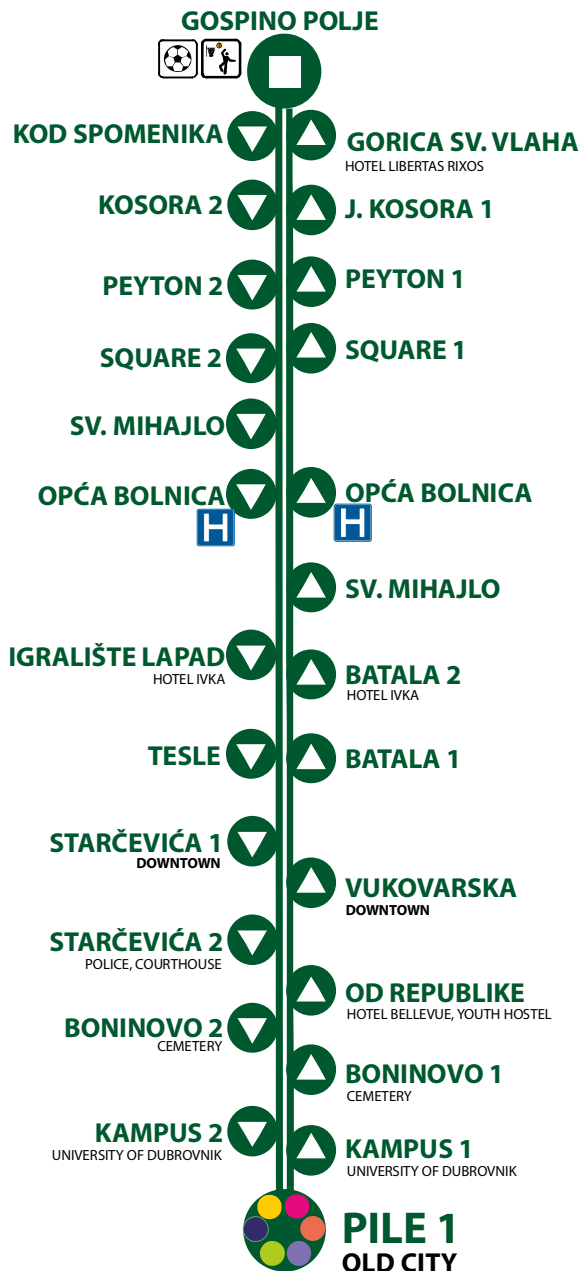 GOSPINO POLJE
KOD SPOMENIKA
GORICA SV. VLAHA
HOTEL LIBERTAS RIXOS
KOSORA 2
J. KOSORA 1
PEYTON 2
PEYTON 1
SQUARE 2
SQUARE 1
SV. MIHAJLO
OPĆA BOLNICA
H
OPĆA BOLNICA
H
SV. MIHAJLO
IGRALIŠTE LAPAD
HOTEL IVKA
BATALA 2
HOTEL IVKA
TESLE
BATALA 1
STARČEVIĆA 1
DOWNTOWN
VUKOVARSKA
DOWNTOWN
STARČEVIĆA 2
POLICE, COURTHOUSE
OD REPUBLIKE
HOTEL BELLEVUE, YOUTH HOSTEL
BONINOVO 2
CEMETERY
BONINOVO 1
CEMETERY
KAMPUS 2
UNIVERSITY OF DUBROVNIK
KAMPUS 1
UNIVERSITY OF DUBROVNIK
PILE 1
OLD CITY